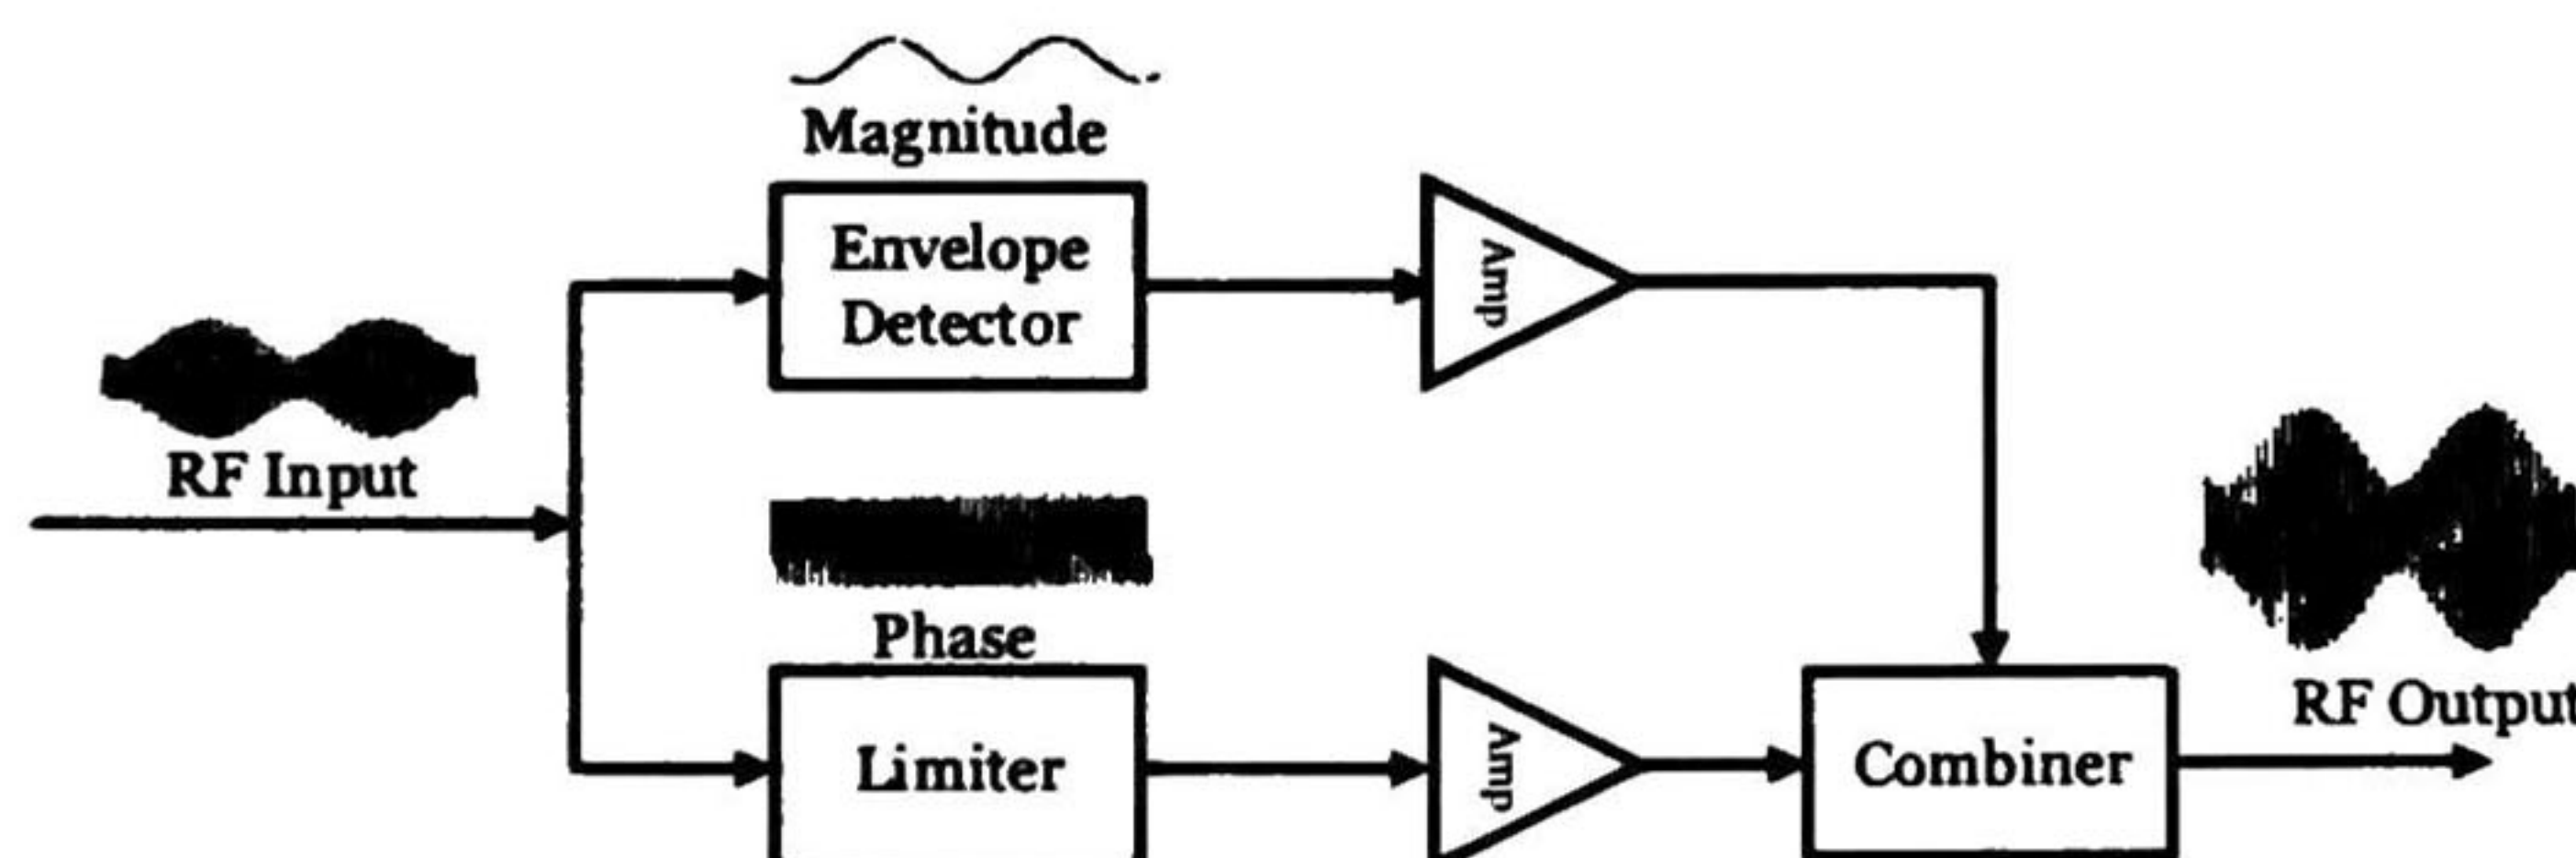 Magnitude
Envelope
Detector
Amp
RF Input
Phase
Limiter
Amp
Combiner
RF Output